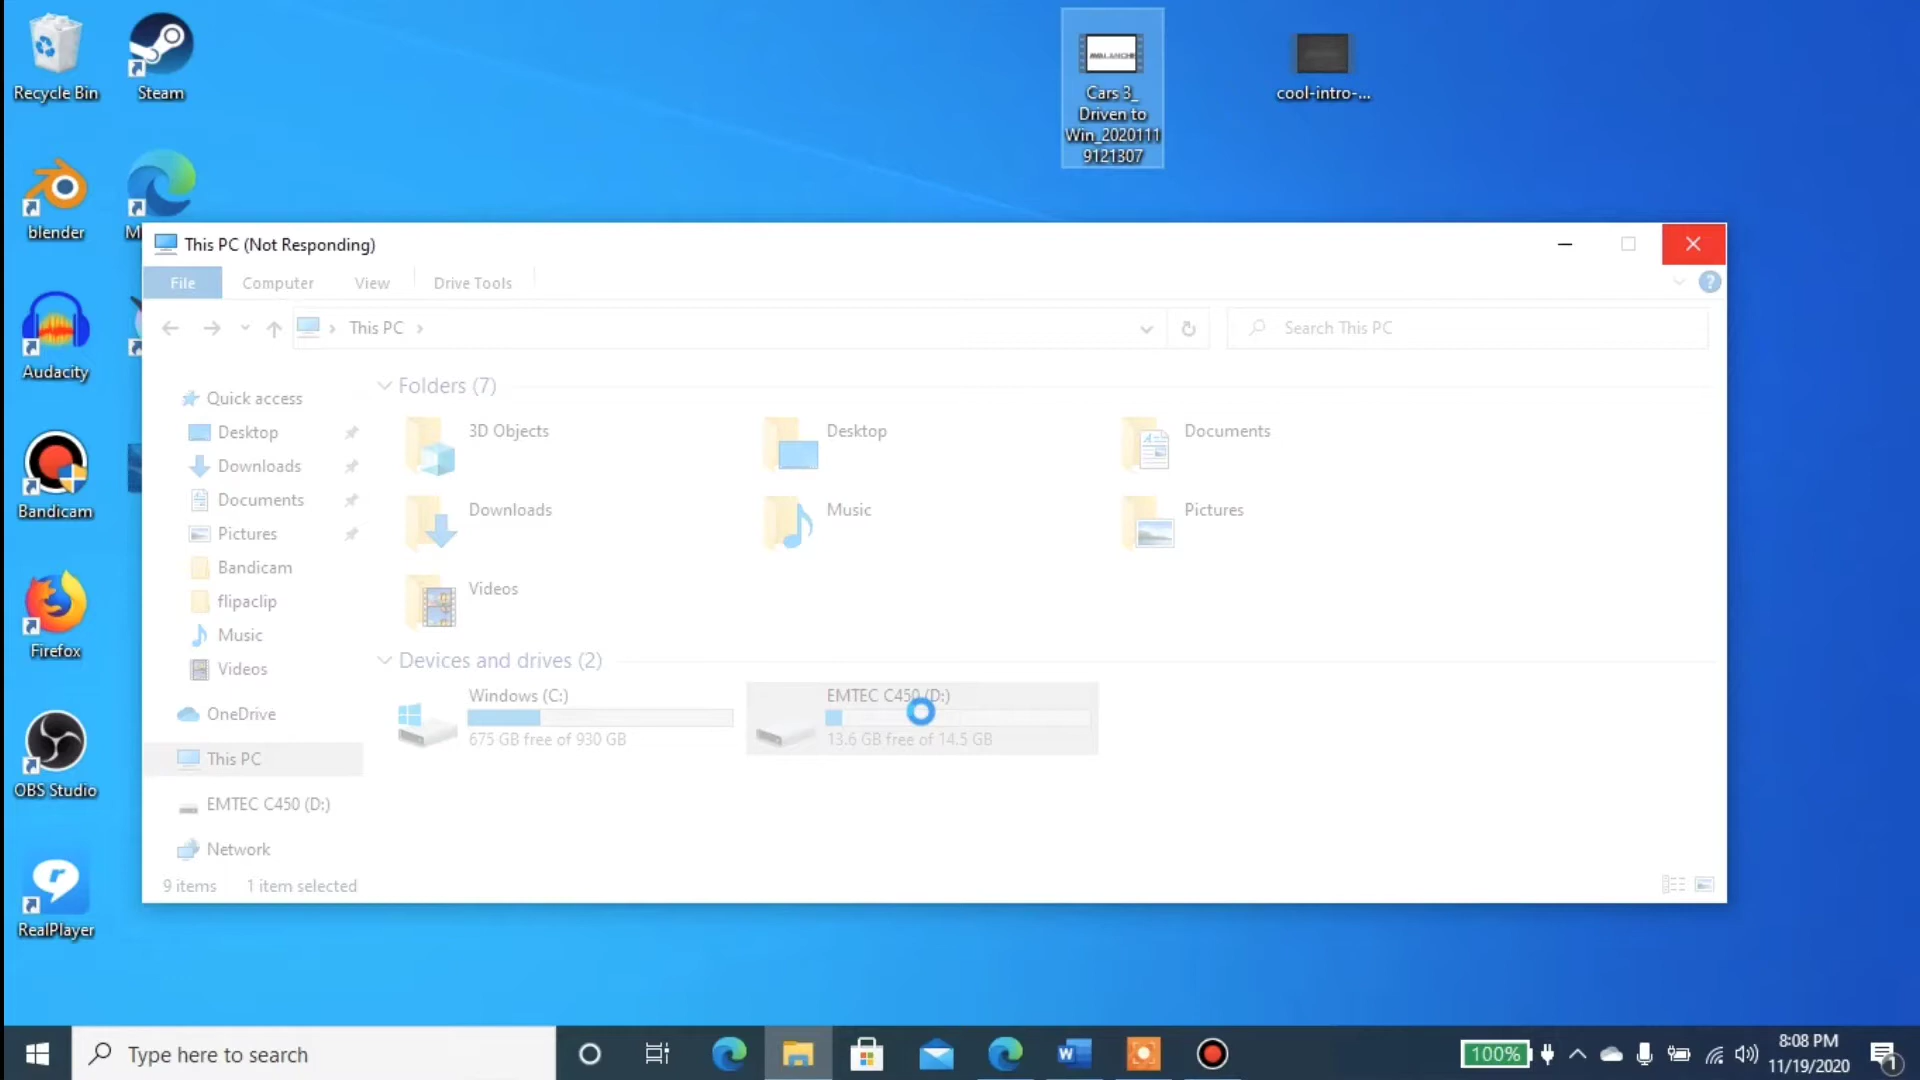 Recycle Bin
Steam
AVALANCHE
Cars 3_
Driven to
Win_2020111
9121307
cool-intro-...
blender
M
Audacity
Bandicam
Firefox
OBS Studio
RealPlayer
This PC (Not Responding)
File
Computer
View
Drive Tools
?
This PC
Search This PC
Quick access
Desktop
Downloads
Documents
Pictures
Bandicam
flipaclip
Music
Videos
OneDrive
This PC
EMTEC C450 (D:)
Network
Folders (7)
3D Objects
Desktop
Documents
Downloads
Music
Pictures
Videos
Devices and drives (2)
Windows (C:)
675 GB free of 930 GB
EMTEC C450 (D:)
13.6 GB free of 14.5 GB
9 items
1 item selected
Type here to search
100%
8:08 PM
11/19/2020
1